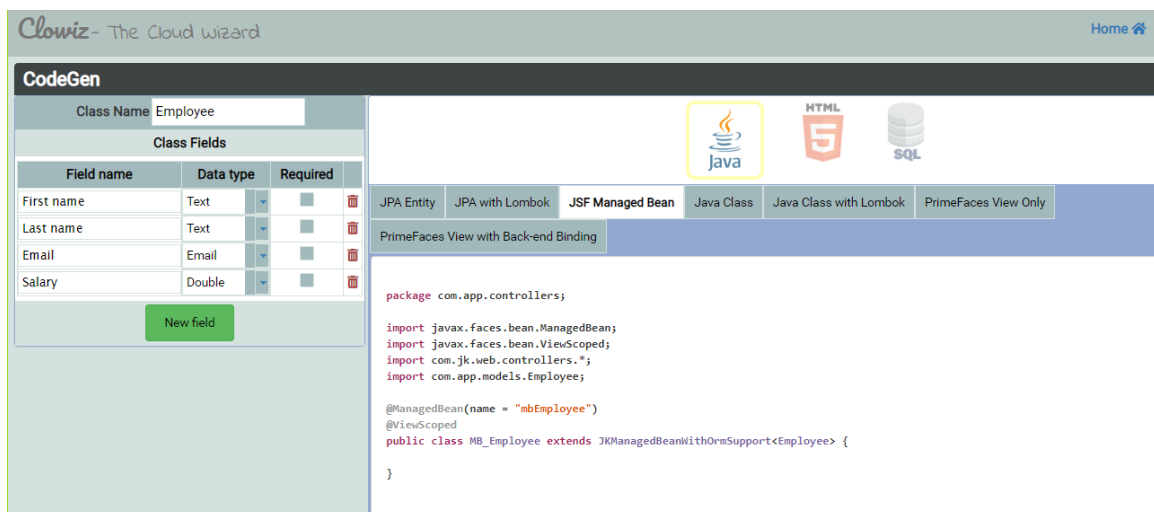 Clowiz - The Cloud Wizard
Home
CodeGen
Class Name Employee
Class Fields
Field name Data type Required
First name Text
Last name Text
Email Email
Salary Double
New field
Java
HTML
5
SQL
JPA Entity JPA with Lombok JSF Managed Bean Java Class Java Class with Lombok PrimeFaces View Only
PrimeFaces View with Back-end Binding
package com.app.controllers;
import javax.faces.bean.ManagedBean;
import javax.faces.bean.ViewScoped;
import com.jk.web.controllers.*;
import com.app.models.Employee;
@ManagedBean(name = "mbEmployee")
@ViewScoped
public class MB_Employee extends JKManagedBeanWithOrmSupport<Employee> {
}